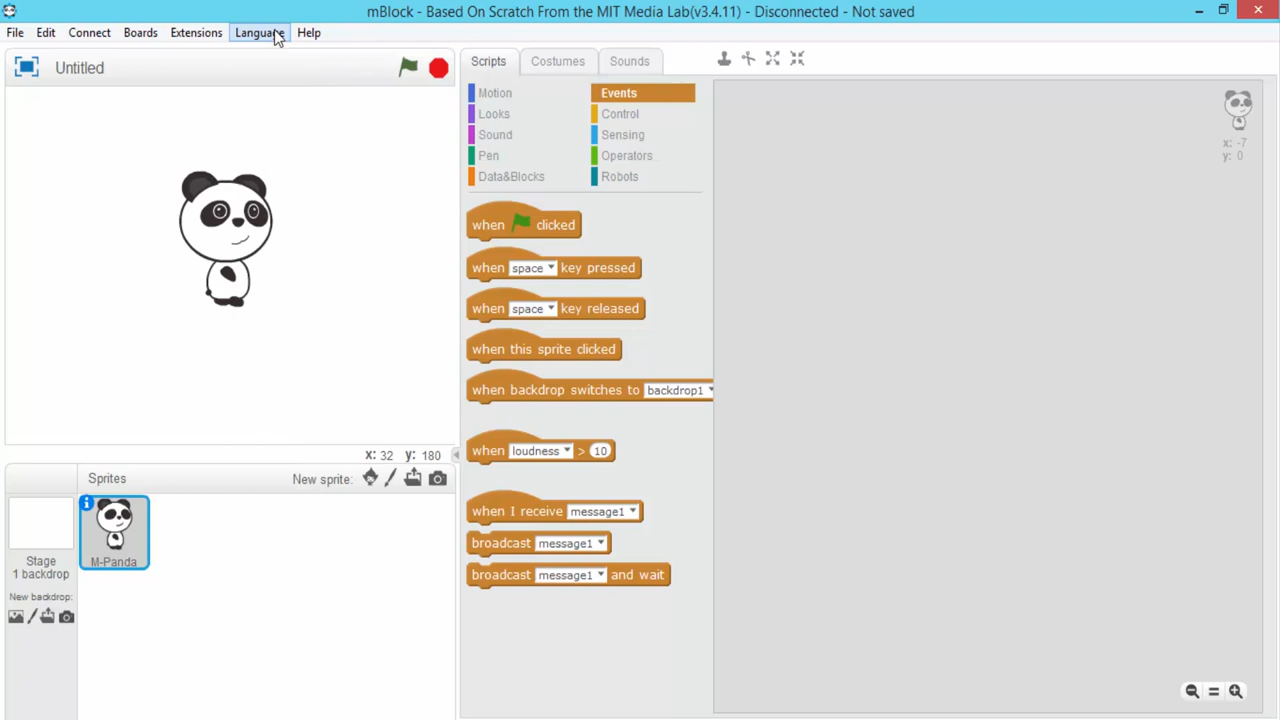 mBlock - Based On Scratch From the MIT Media Lab(v3.4.11) - Disconnected - Not saved
File Edit Connect Boards Extensions Language Help
Untitled
Scripts Costumes Sounds
Motion Events
Looks Control
Sound Sensing
Pen Operators
Data&Blocks Robots
x: -7
y: 0
when clicked
when space key pressed
when space key released
when this sprite clicked
when backdrop switches to backdrop1
when loudness > 10
when I receive message1
broadcast message1
broadcast message1 and wait
x: 32 y: 180
Sprites New sprite:
M-Panda
Stage
1 backdrop
New backdrop: